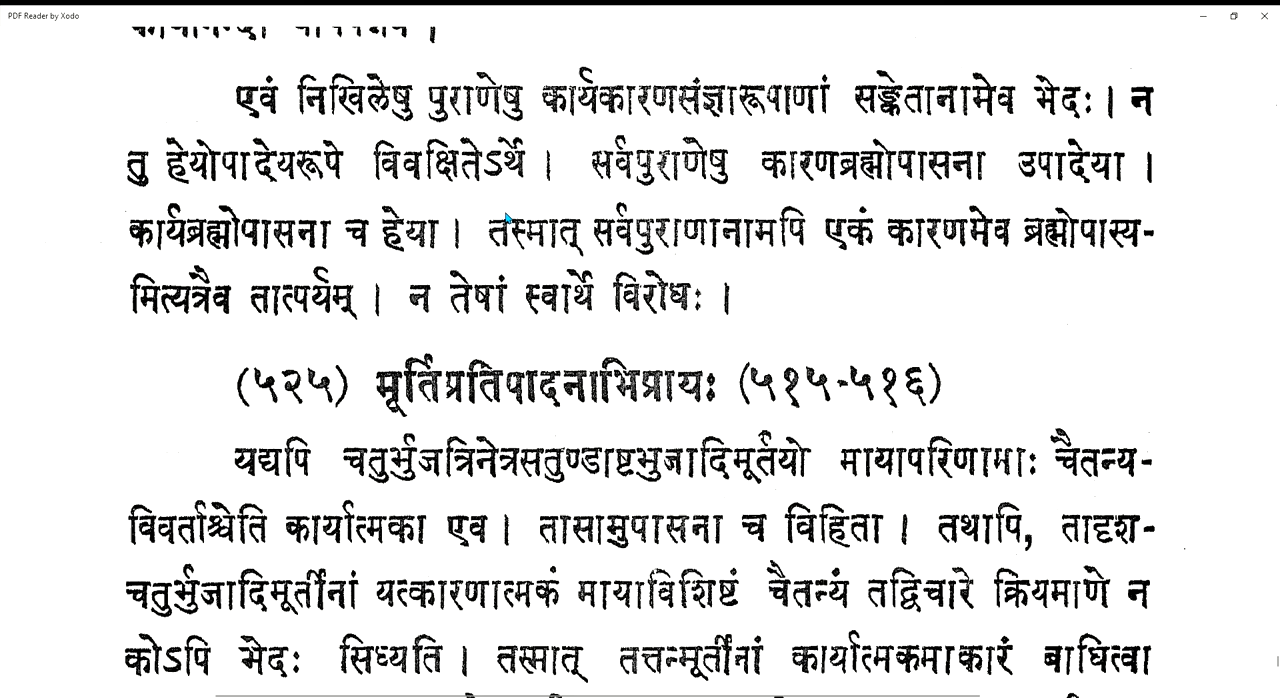 PDF Reader by Xodo
एवं निखिलेषु पुराणेषु कार्यकारणसंज्ञारूपाणां सङ्केतानामेव भेदः। न
तु हेयोपादेयरूपे विवक्षितेऽर्थे । सर्वपुराणेषु कारणब्रह्मोपासना उपादेया ।
कार्यब्रह्मोपासना च हेया । तस्मात् सर्वपुराणानामपि एकं कारणमेव ब्रह्मोपास्य-
मित्यत्रैव तात्पर्यम् । न तेषां स्वार्थे विरोधः ।
(५२५) मूर्तिप्रतिपादनाभिप्रायः (५१५-५१६)
यद्यपि चतुर्भुजत्रिनेत्रसतुण्डाष्टभुजादिमूर्तयो मायापरिणामाः चैतन्य-
विवर्ताश्चेति कार्यात्मका एव । तासामुपासना च विहिता । तथापि, तादृश-
चतुर्भुजादिमूर्तीनां यत्कारणात्मकं मायाविशिष्टं चैतन्यं तद्विचारे क्रियमाणे न
कोऽपि भेदः सिध्यति । तस्मात् तत्तन्मूर्तीनां कार्यात्मकमाकारं बाधित्वा